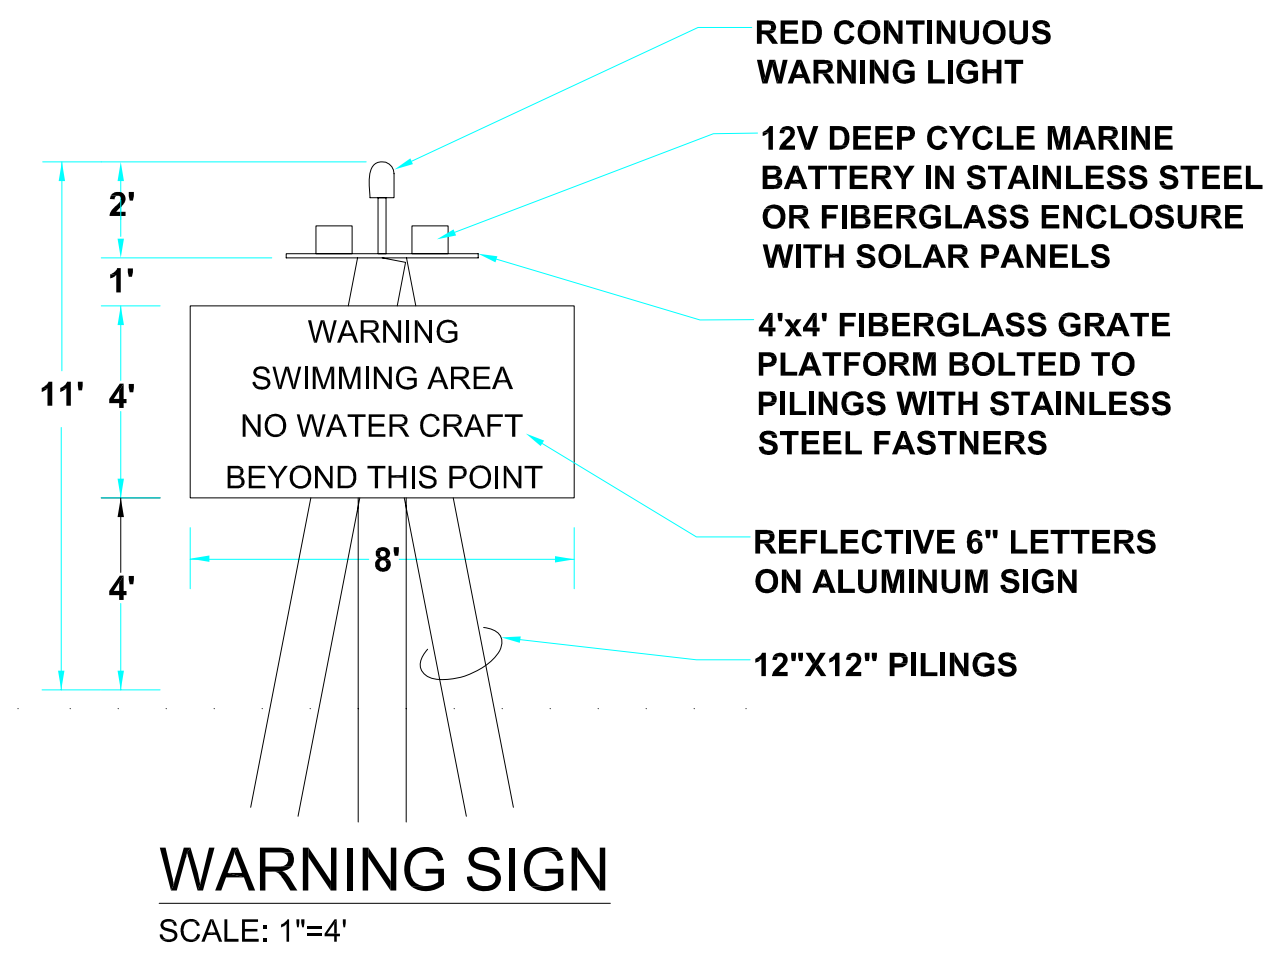 RED CONTINUOUS
WARNING LIGHT
12V DEEP CYCLE MARINE
BATTERY IN STAINLESS STEEL
OR FIBERGLASS ENCLOSURE
WITH SOLAR PANELS
2'
1'
4'x4' FIBERGLASS GRATE
PLATFORM BOLTED TO
PILINGS WITH STAINLESS
STEEL FASTNERS
WARNING
SWIMMING AREA
NO WATER CRAFT
BEYOND THIS POINT
11'
4'
8'
4'
REFLECTIVE 6" LETTERS
ON ALUMINUM SIGN
12"X12" PILINGS
WARNING SIGN
SCALE: 1"=4'